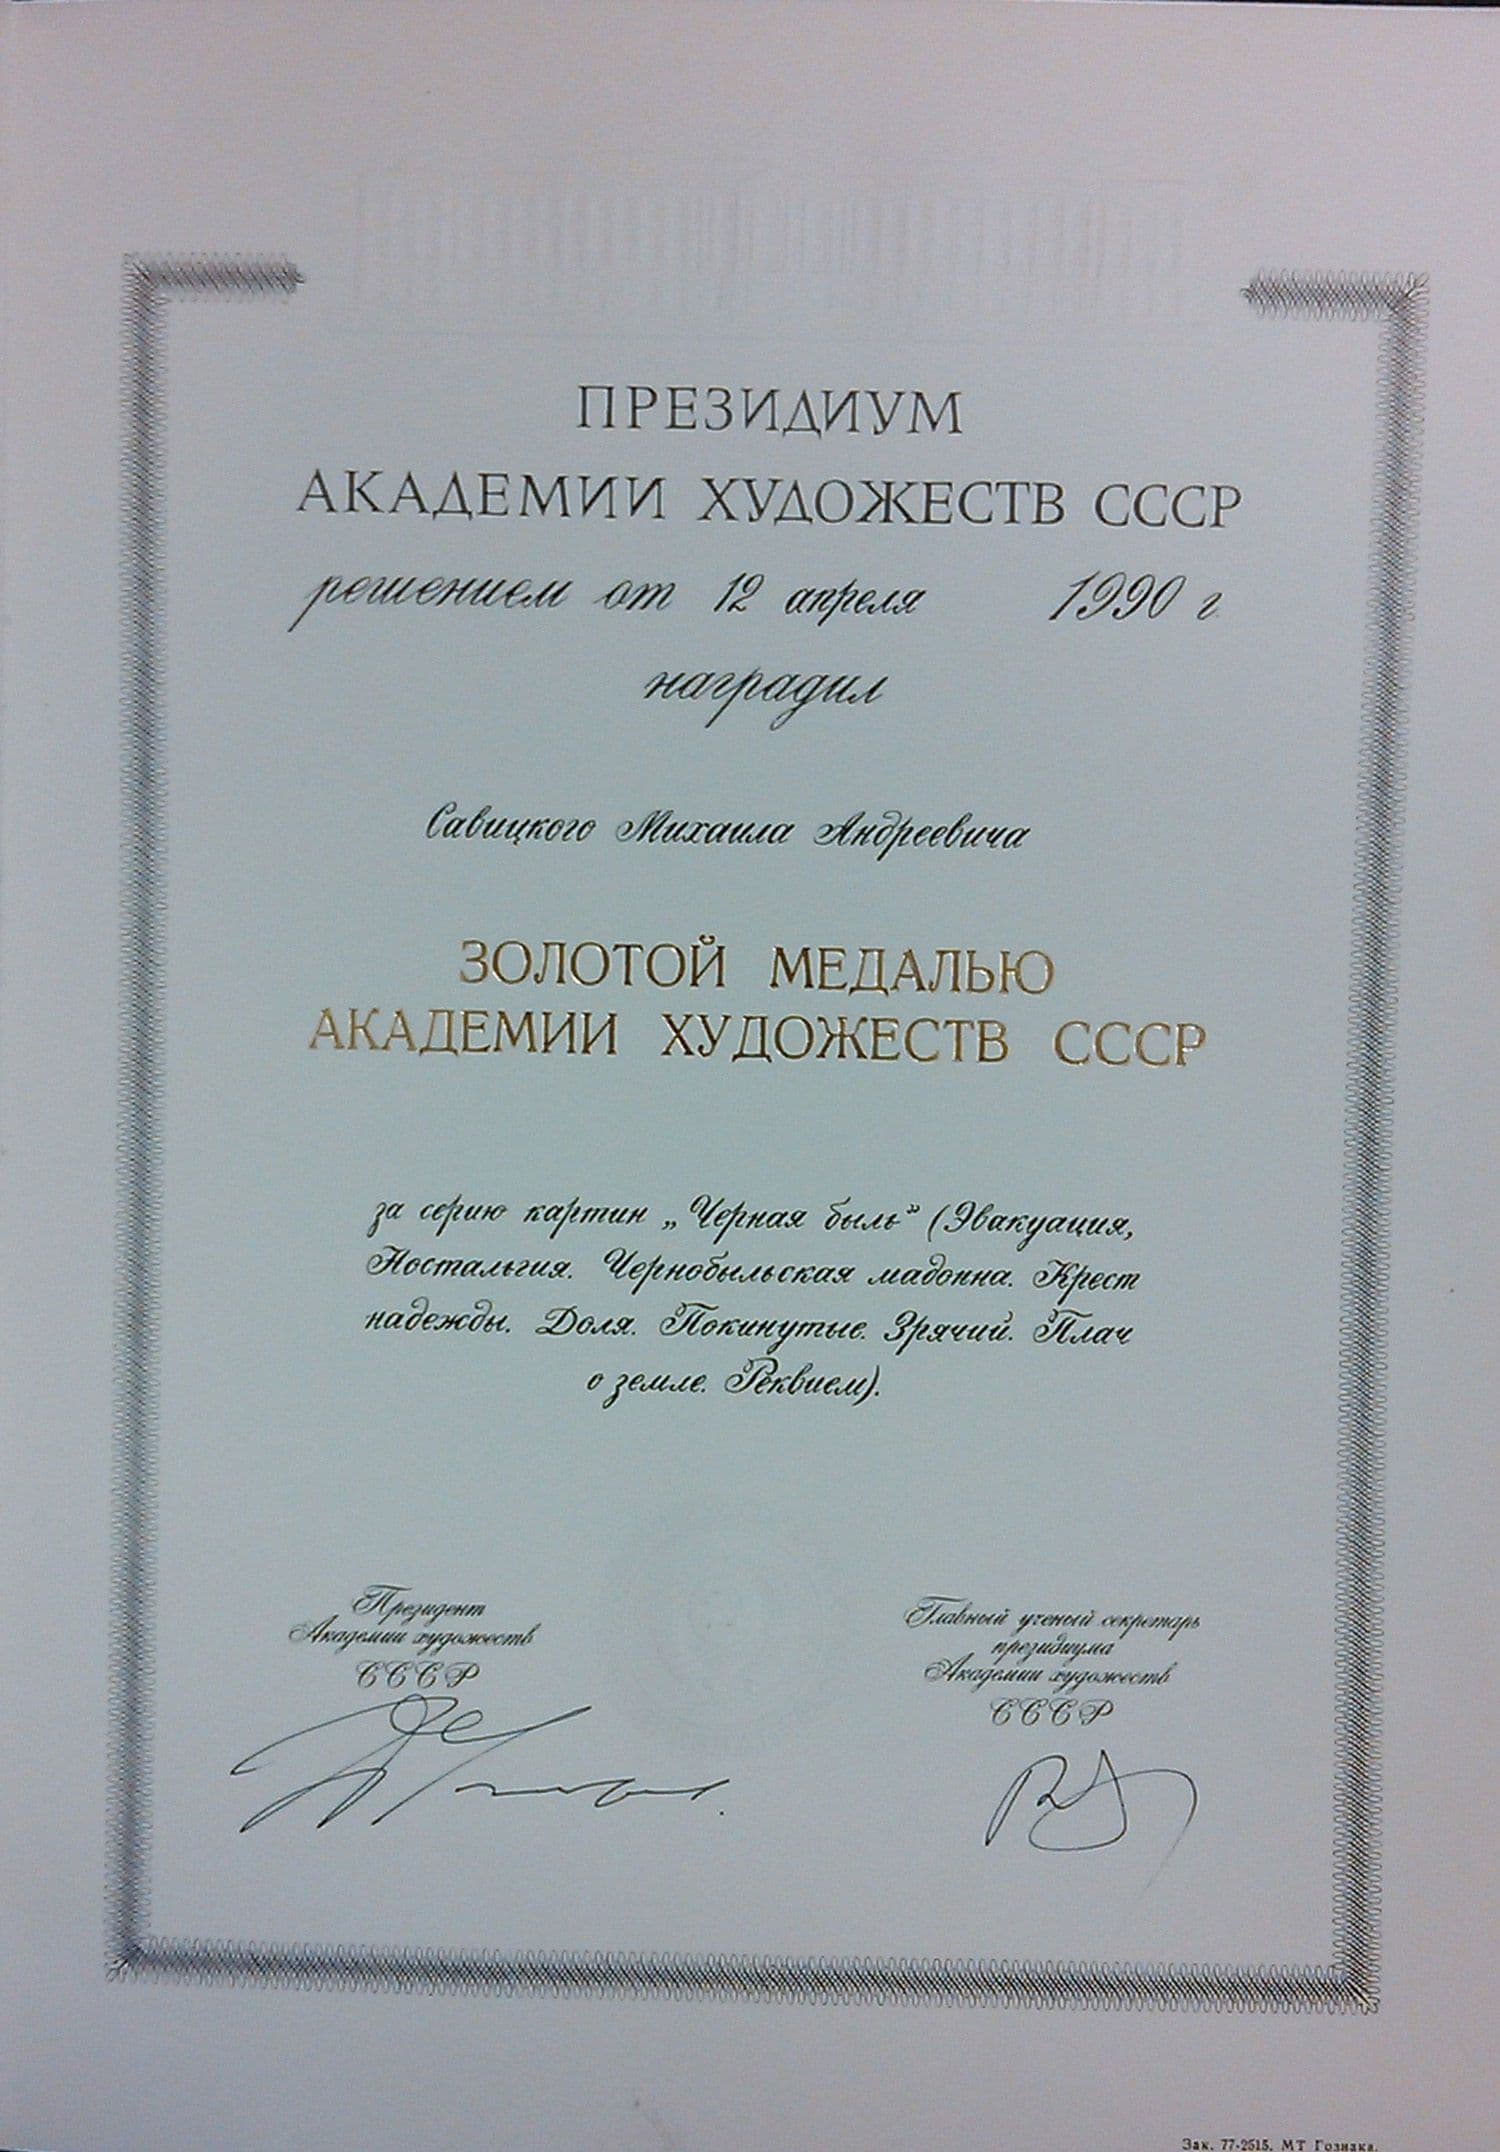 ПРЕЗИДИУМ
АКАДЕМИИ ХУДОЖЕСТВ СССР
решением от 12 апреля 1990 г.
наградил
Савицкого Михаила Андреевича
ЗОЛОТОЙ МЕДАЛЬЮ
АКАДЕМИИ ХУДОЖЕСТВ СССР
за серию картин „Черная быль” (Эвакуация,
Ностальгия. Чернобыльская мадонна. Крест
надежды. Доля. Покинутые. Зрячий. Плач
о земле. Реквием).
Президент
Академии художеств
СССР
Главный ученый секретарь
президиума
Академии художеств
СССР
Зак. 77-2515. МТ Гознака.